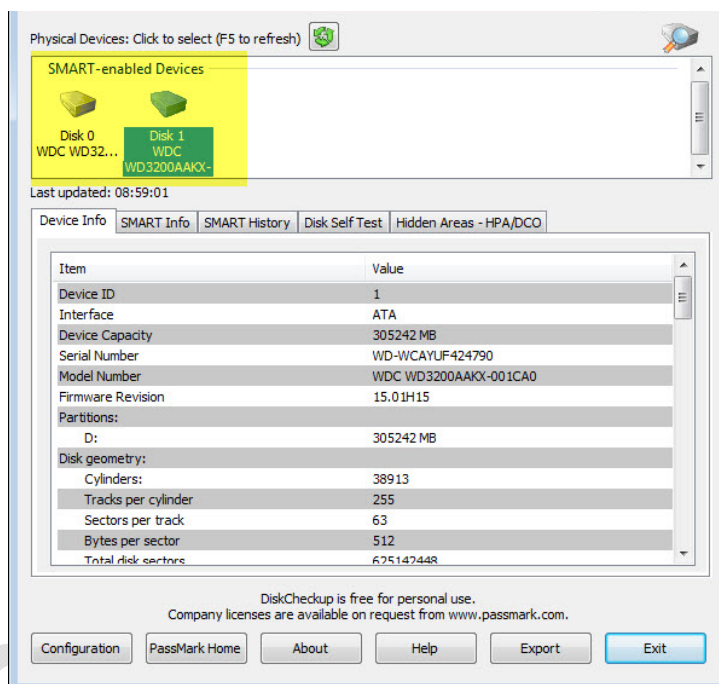 Physical Devices: Click to select (F5 to refresh)
SMART-enabled Devices
Disk 0
WDC WD32...
Disk 1
WDC
WD3200AAKX-
Last updated: 08:59:01
Device Info SMART Info SMART History Disk Self Test Hidden Areas - HPA/DCO
Item Value
Device ID 1
Interface ATA
Device Capacity 305242 MB
Serial Number WD-WCAYUF424790
Model Number WDC WD3200AAKX-001CA0
Firmware Revision 15.01H15
Partitions:
D: 305242 MB
Disk geometry:
Cylinders: 38913
Tracks per cylinder 255
Sectors per track 63
Bytes per sector 512
Total disk sectors 625142448
DiskCheckup is free for personal use.
Company licenses are available on request from www.passmark.com.
Configuration PassMark Home About Help Export Exit